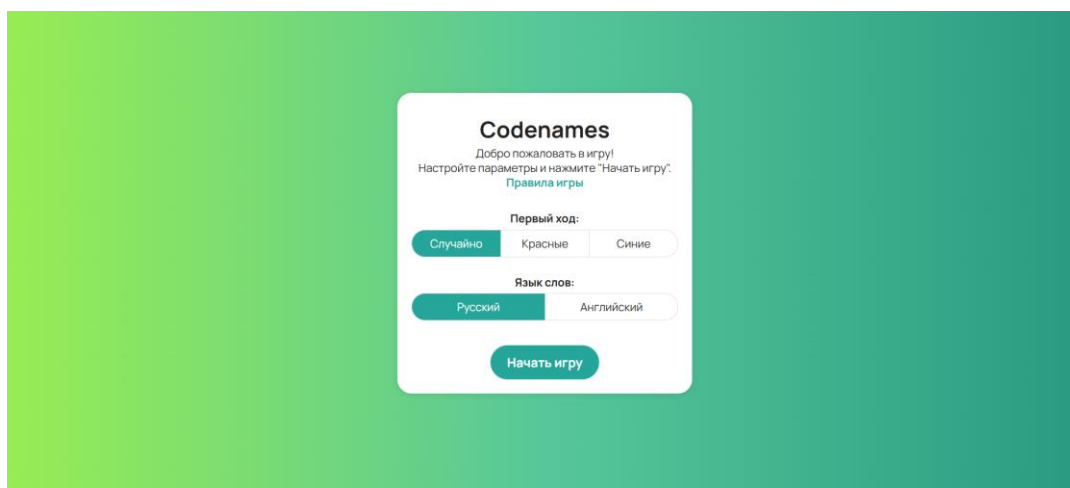 Codenames
Добро пожаловать в игру!
Настройте параметры и нажмите "Начать игру".
Правила игры
Первый ход:
Случайно Красные Синие
Язык слов:
Русский Английский
Начать игру